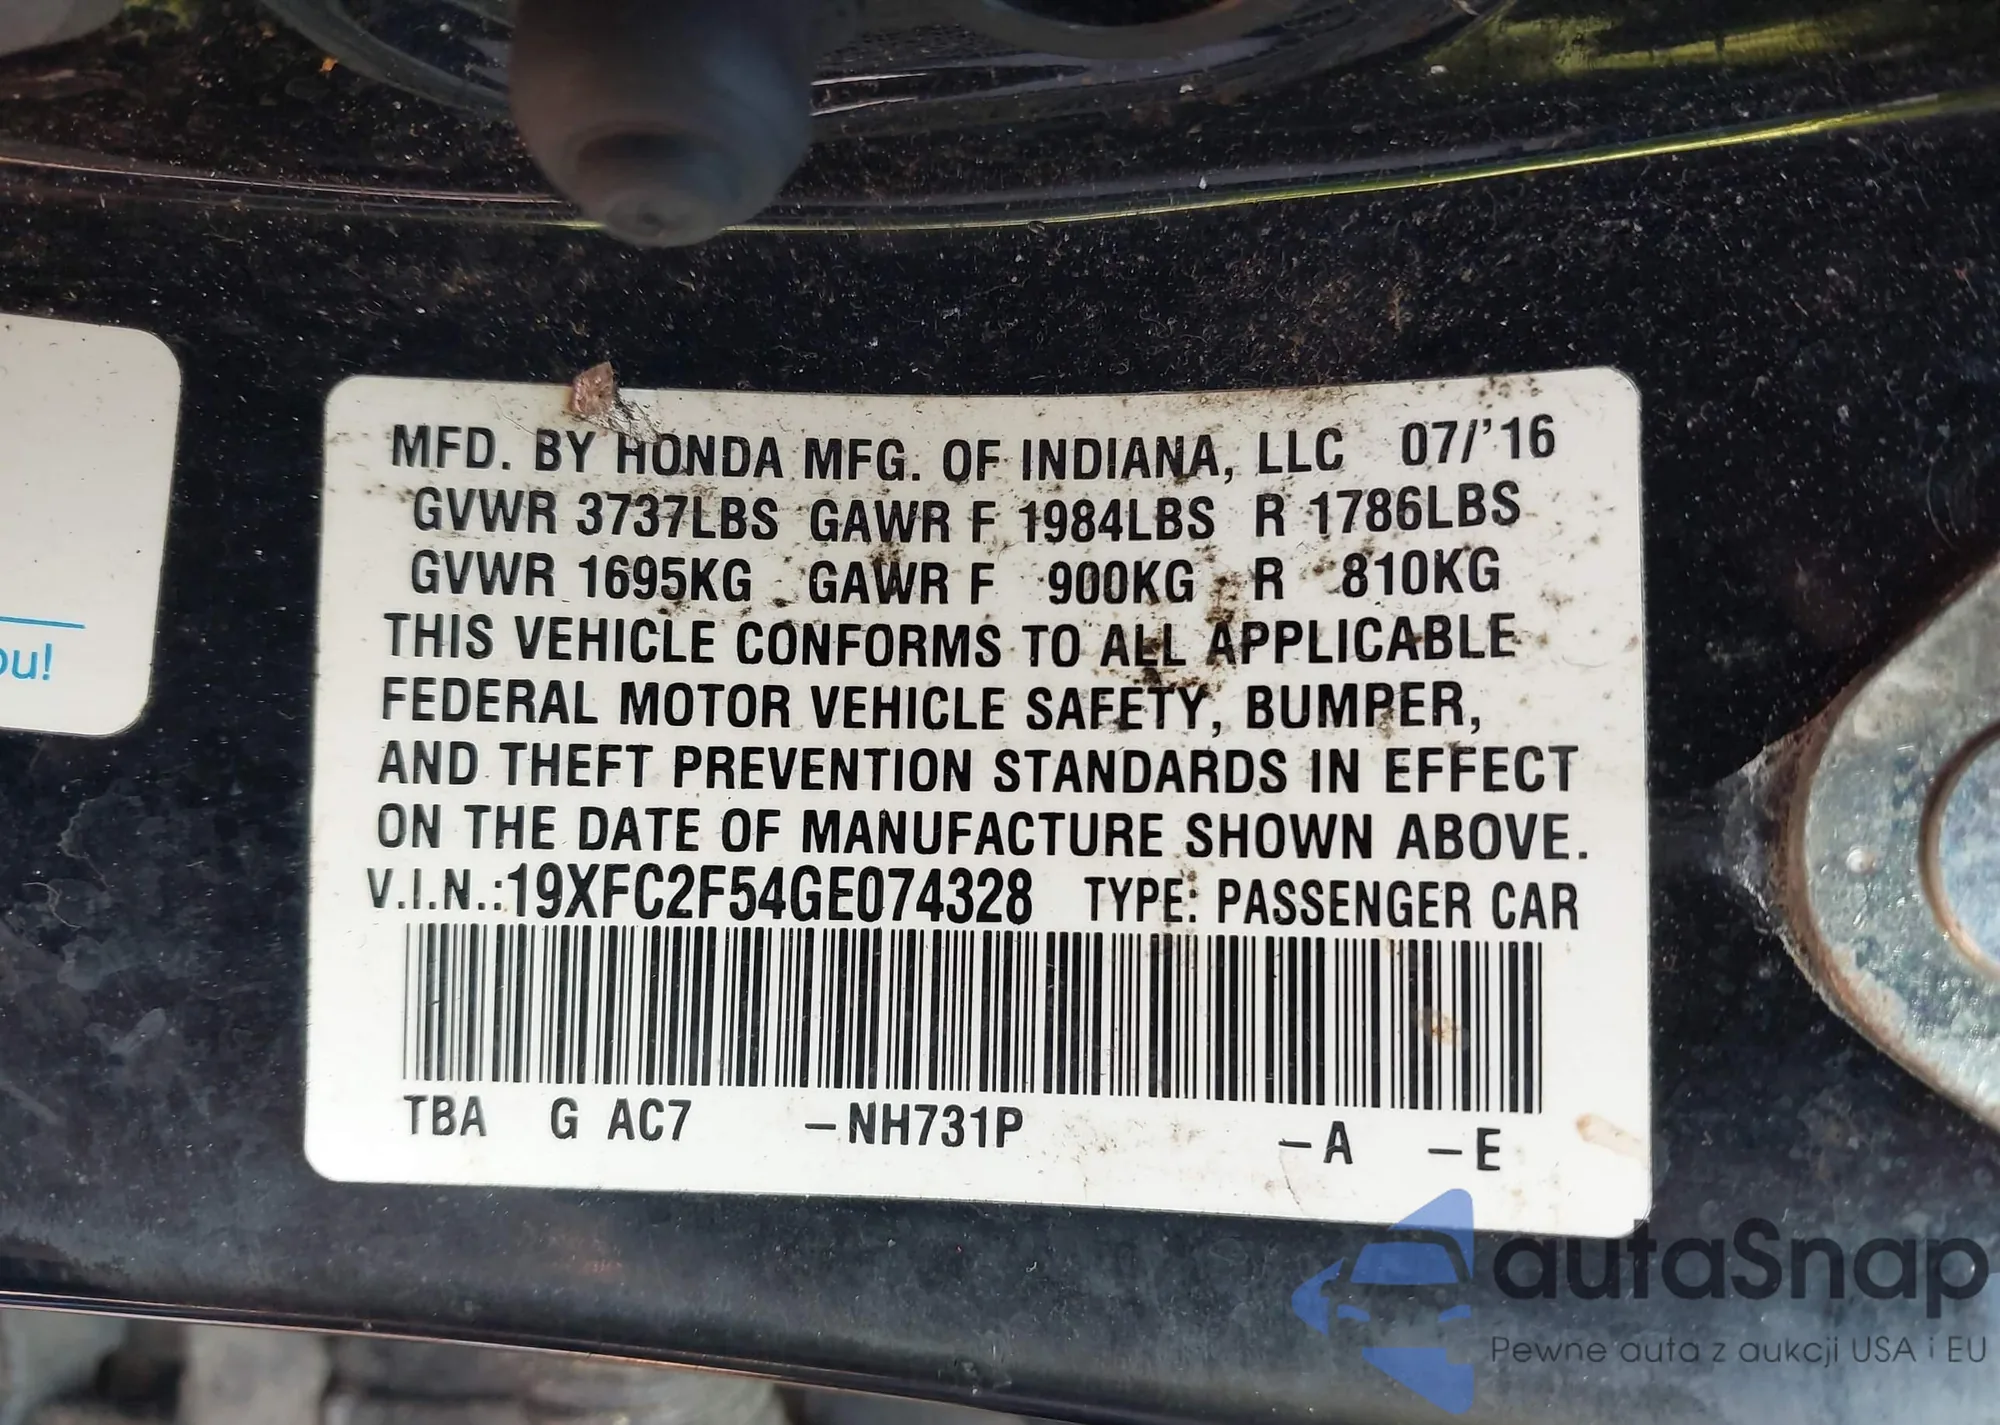 MFD. BY HONDA MFG. OF INDIANA, LLC 07/'16
GVWR 3737LBS GAWR F 1984LBS R 1786LBS
GVWR 1695KG GAWR F 900KG R 810KG
THIS VEHICLE CONFORMS TO ALL APPLICABLE
FEDERAL MOTOR VEHICLE SAFETY, BUMPER,
AND THEFT PREVENTION STANDARDS IN EFFECT
ON THE DATE OF MANUFACTURE SHOWN ABOVE.
V.I.N.:19XFC2F54GE074328 TYPE: PASSENGER CAR
TBA G AC7 –NH731P –A –E
ou!
autaSnap
Pewne auta z aukcji USA i EU